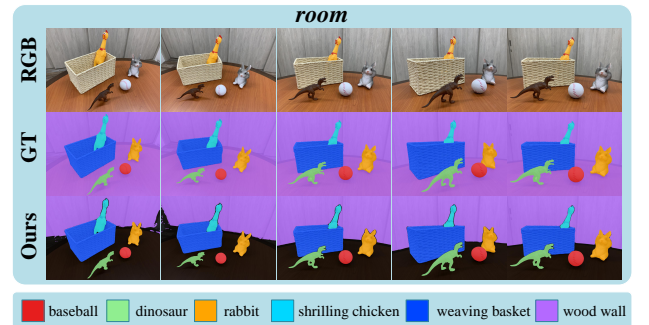 room
RGB
GT
Ours
baseball dinosaur rabbit shrilling chicken weaving basket wood wall